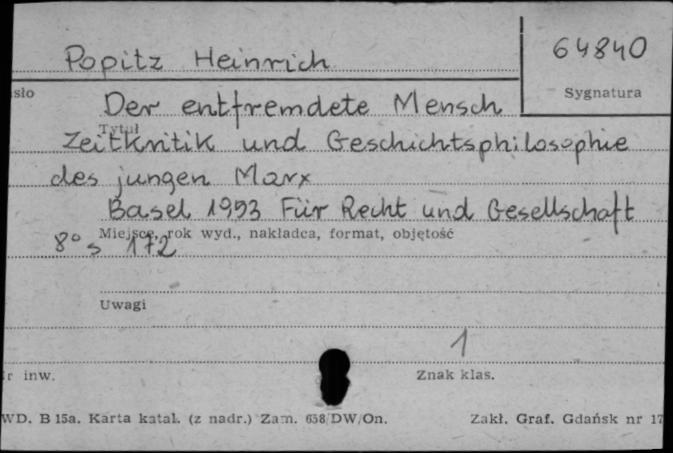 Popitz Heinrich
64840
sło
Sygnatura
Der entfremdete Mensch
Tytuł
Zeitkritik und Geschichtsphilosophie
des jungen Marx
Basel 1953 Für Recht und Gesellschaft
Miejsce, rok wyd., nakładca, format, objętość
8° s 172
Uwagi
1
r inw.
Znak klas.
WD. B 15a. Karta katal. (z nadr.) Zam. 658/DW/On.
Zakł. Graf. Gdańsk nr 17